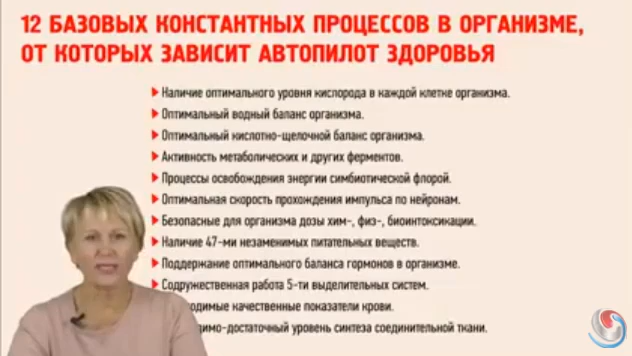 12 БАЗОВЫХ КОНСТАНТНЫХ ПРОЦЕССОВ В ОРГАНИЗМЕ,
ОТ КОТОРЫХ ЗАВИСИТ АВТОПИЛОТ ЗДОРОВЬЯ
Наличие оптимального уровня кислорода в каждой клетке организма.
Оптимальный водный баланс организма.
Оптимальный кислотно-щелочной баланс организма.
Активность метаболических и других ферментов.
Процессы освобождения энергии симбиотической флорой.
Оптимальная скорость прохождения импульса по нейронам.
Безопасные для организма дозы хим-, физ-, биоинтоксикации.
Наличие 47-ми незаменимых питательных веществ.
Поддержание оптимального баланса гормонов в организме.
Содружественная работа 5-ти выделительных систем.
качественные показатели крови.
уровень синтеза соединительной ткани.